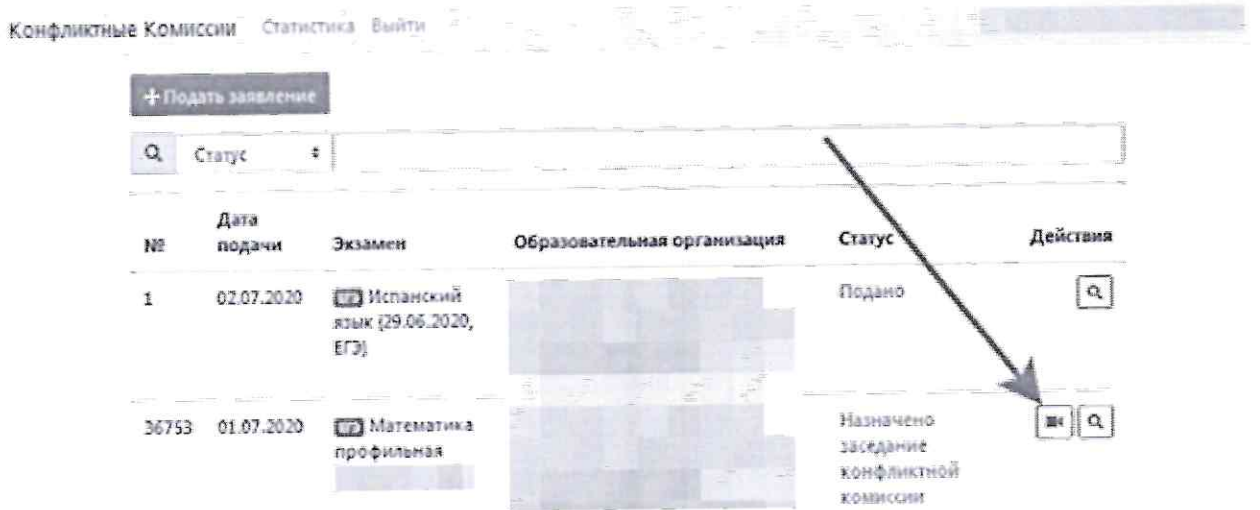 Конфликтные Комиссии Статистика Выйти
+ Подать заявление
Статус
№ Дата подачи Экзамен Образовательная организация Статус Действия
1 02.07.2020 Испанский язык (29.06.2020, ЕГЭ) Подано
36753 01.07.2020 Математика профильная Назначено заседание конфликтной комиссии